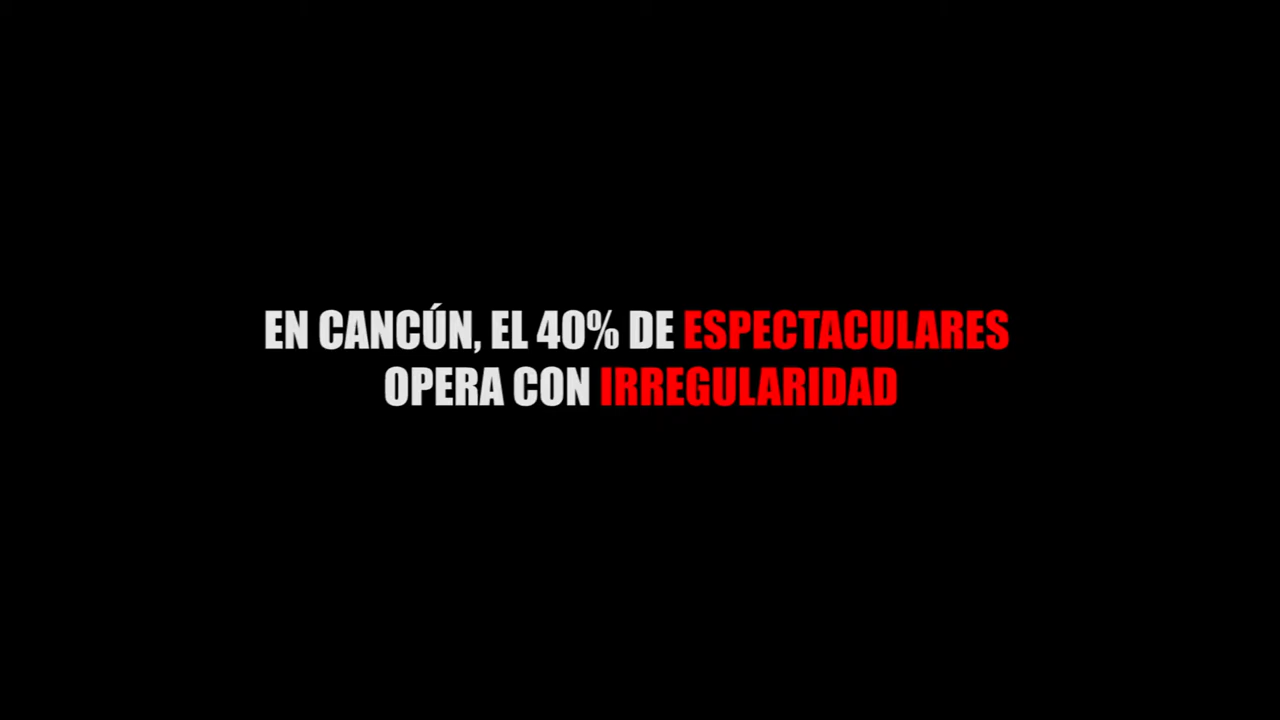 EN CANCÚN, EL 40% DE ESPECTACULARES
OPERA CON IRREGULARIDAD